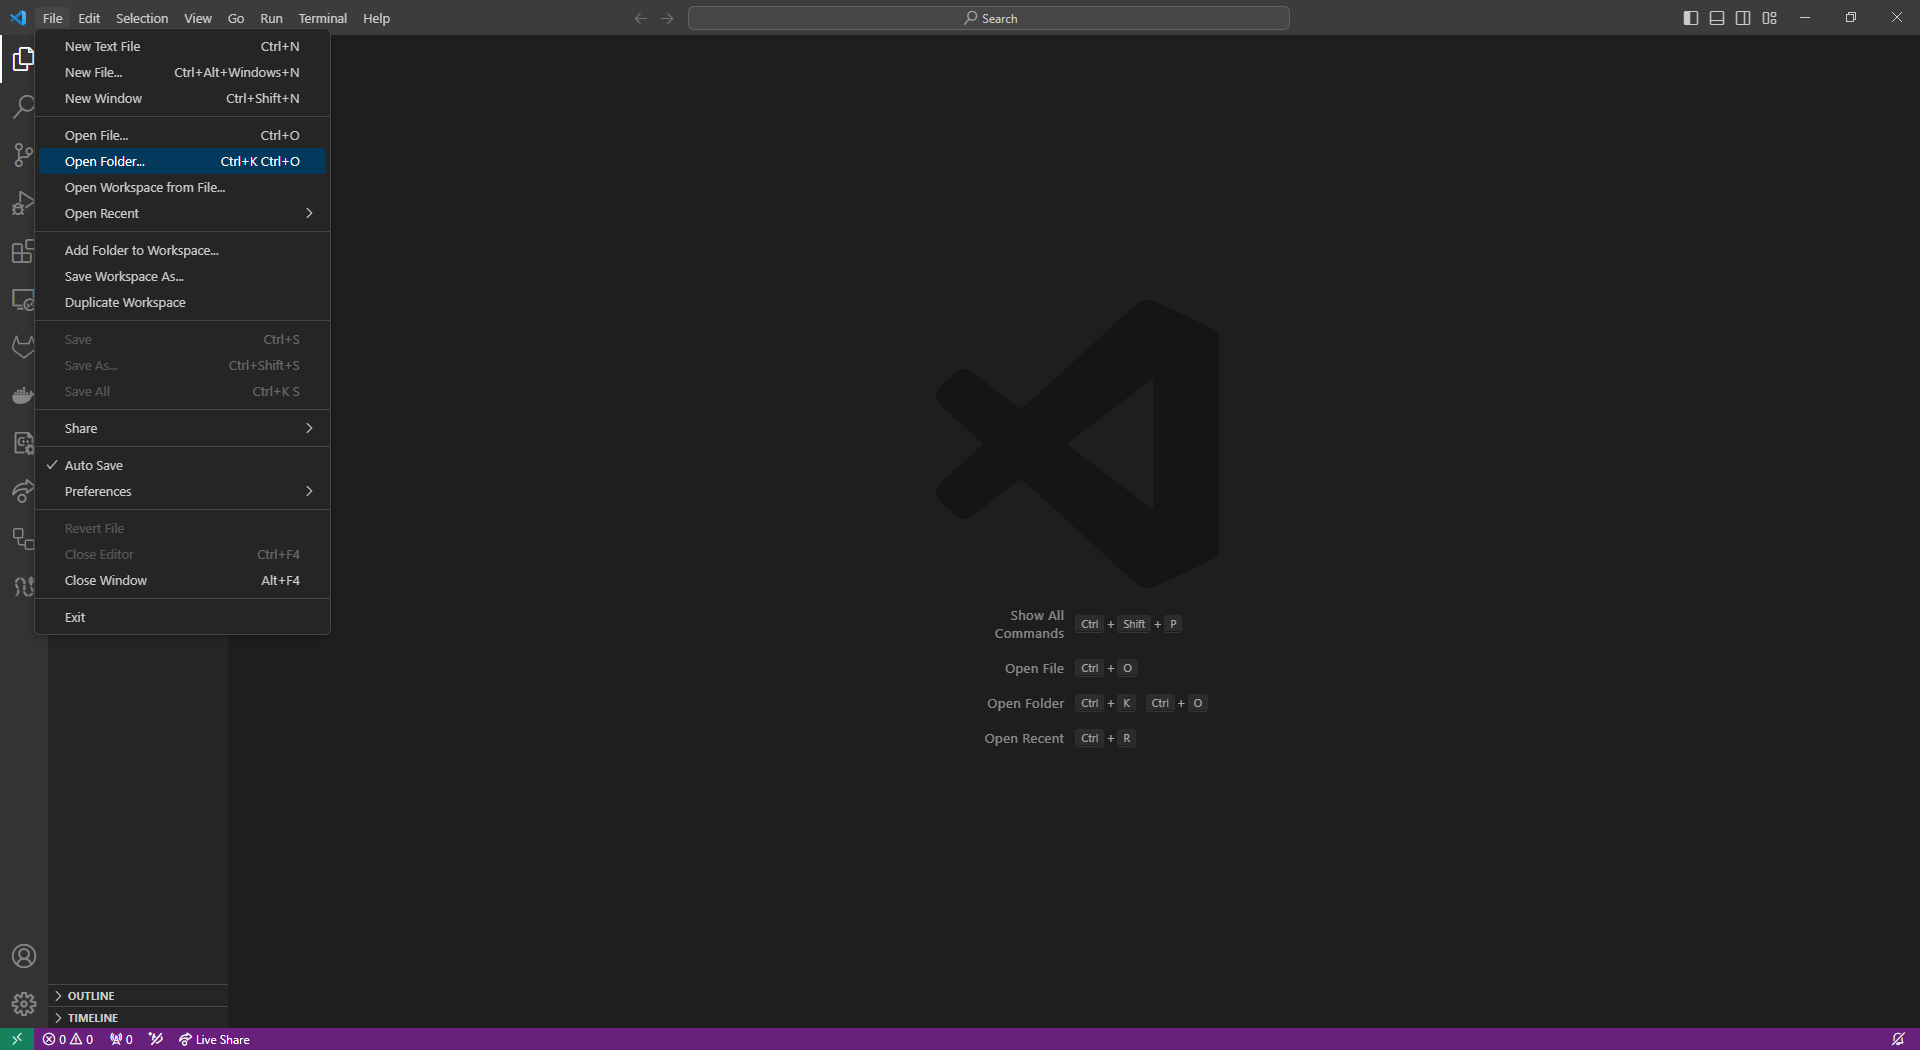 File Edit Selection View Go Run Terminal Help
Search
New Text File Ctrl+N
New File... Ctrl+Alt+Windows+N
New Window Ctrl+Shift+N
Open File... Ctrl+O
Open Folder... Ctrl+K Ctrl+O
Open Workspace from File...
Open Recent
Add Folder to Workspace...
Save Workspace As...
Duplicate Workspace
Save Ctrl+S
Save As... Ctrl+Shift+S
Save All Ctrl+K S
Share
Auto Save
Preferences
Revert File
Close Editor Ctrl+F4
Close Window Alt+F4
Exit
Show All
Commands Ctrl + Shift + P
Open File Ctrl + O
Open Folder Ctrl + K Ctrl + O
Open Recent Ctrl + R
OUTLINE
TIMELINE
0 0 0 Live Share